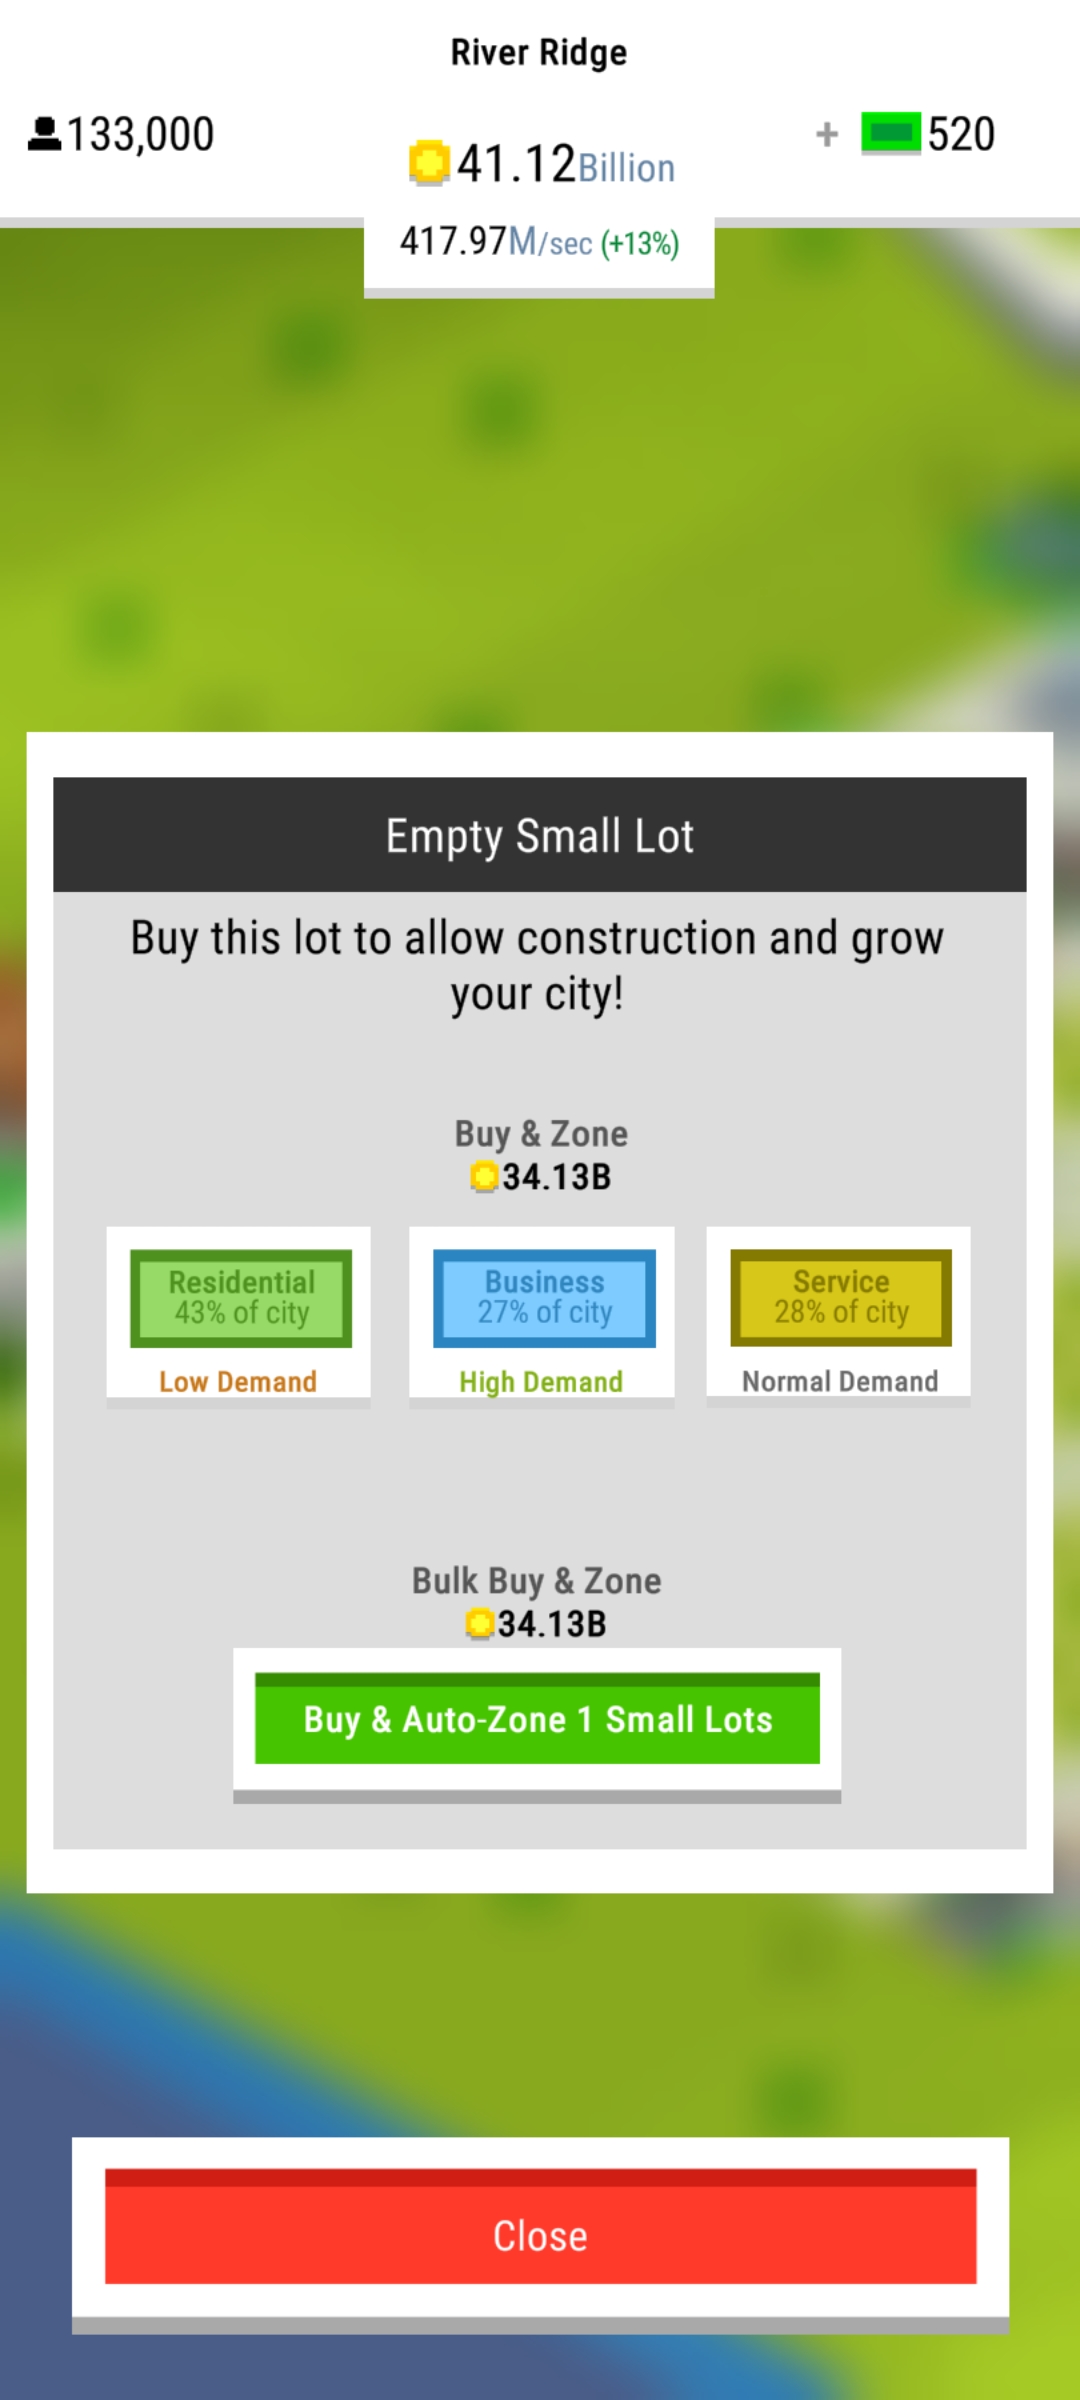 River Ridge
133,000
41.12Billion
+ 520
417.97M/sec (+13%)
Empty Small Lot
Buy this lot to allow construction and grow
your city!
Buy & Zone
34.13B
Residential
43% of city
Low Demand
Business
27% of city
High Demand
Service
28% of city
Normal Demand
Bulk Buy & Zone
34.13B
Buy & Auto-Zone 1 Small Lots
Close